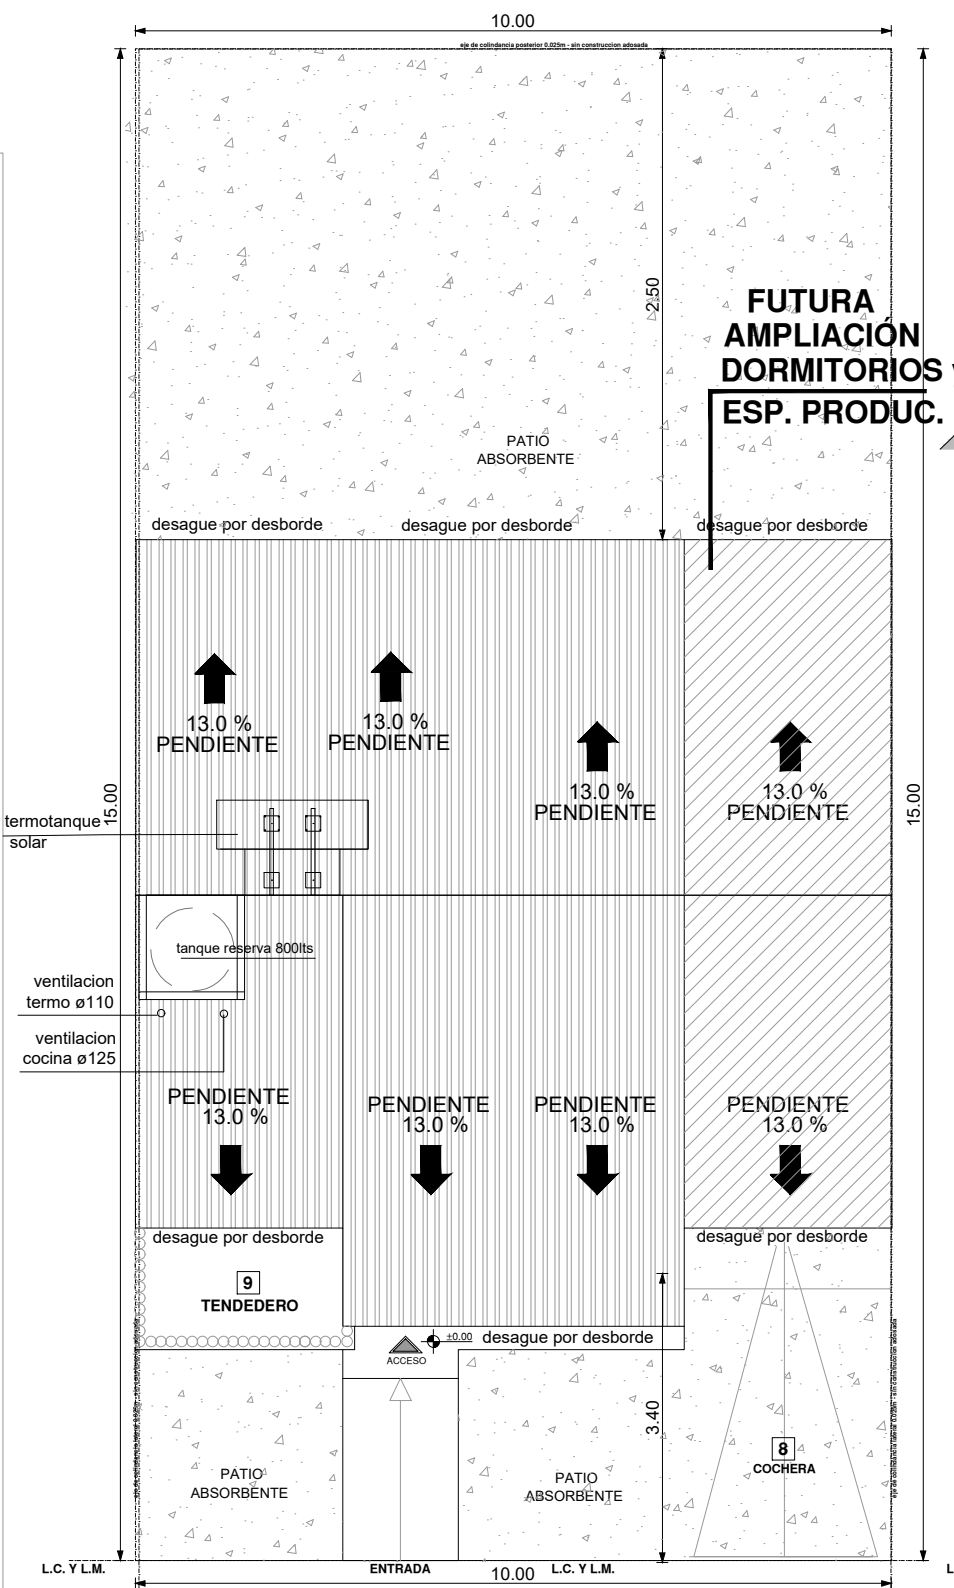 10.00
eje de colindancia posterior 0.025m - sin construccion adosada
2.50
FUTURA
AMPLIACIÓN
DORMITORIOS
ESP. PRODUC.
PATIO
ABSORBENTE
desague por desborde
desague por desborde
desague por desborde
13.0 %
PENDIENTE
13.0 %
PENDIENTE
13.0 %
PENDIENTE
13.0 %
PENDIENTE
15.00
15.00
termotanque
solar
tanque reserva 800lts
ventilacion
termo ø110
ventilacion
cocina ø125
PENDIENTE
13.0 %
PENDIENTE
13.0 %
PENDIENTE
13.0 %
PENDIENTE
13.0 %
desague por desborde
desague por desborde
9
TENDEDERO
±0.00
desague por desborde
ACCESO
3.40
8
COCHERA
PATIO
ABSORBENTE
PATIO
ABSORBENTE
L.C. Y L.M.
ENTRADA
L.C. Y L.M.
10.00